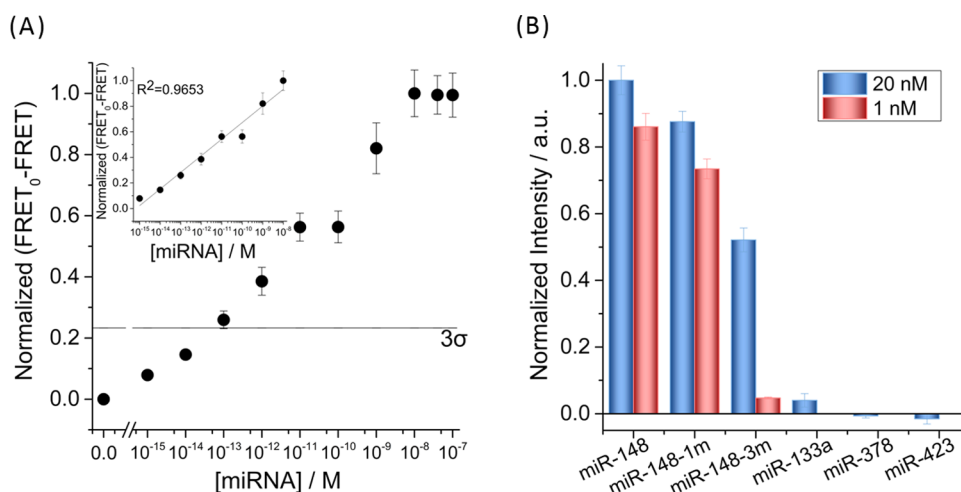 (A)
Normalized (FRET₀-FRET)
1.0
0.8
0.6
0.4
0.2
0.0
3σ
0.0
10⁻¹⁵
10⁻¹⁴
10⁻¹³
10⁻¹²
10⁻¹¹
10⁻¹⁰
10⁻⁹
10⁻⁸
10⁻⁷
[miRNA] / M
Normalized (FRET₀-FRET)
R²=0.9653
1.0
0.8
0.6
0.4
0.2
0.0
10⁻¹⁵
10⁻¹⁴
10⁻¹³
10⁻¹²
10⁻¹¹
10⁻¹⁰
10⁻⁹
10⁻⁸
[miRNA] / M
(B)
Normalized Intensity / a.u.
1.0
0.8
0.6
0.4
0.2
0.0
20 nM
1 nM
miR-148
miR-148-1m
miR-148-3m
miR-133a
miR-378
miR-423